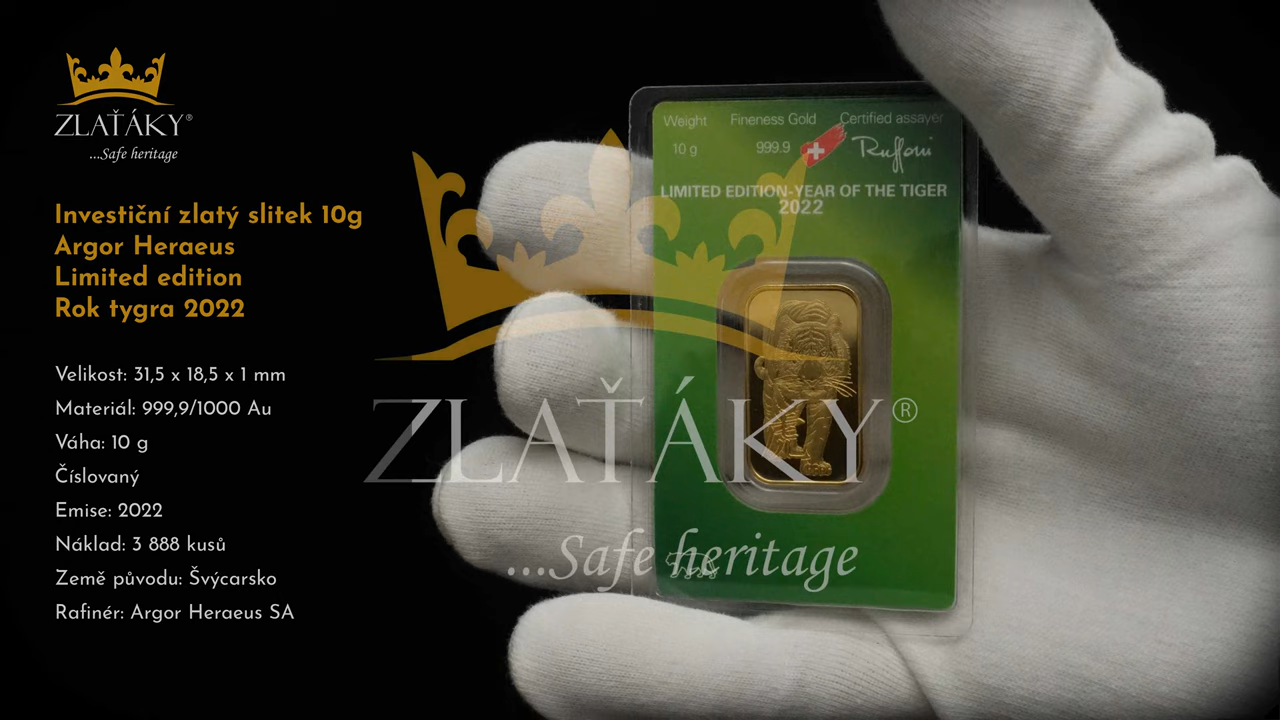 ZLAŤÁKY®
...Safe heritage
Investiční zlatý slitek 10g
Argor Heraeus
Limited edition
Rok tygra 2022
Velikost: 31,5 x 18,5 x 1 mm
Materiál: 999,9/1000 Au
Váha: 10 g
Číslovaný
Emise: 2022
Náklad: 3 888 kusů
Země původu: Švýcarsko
Rafinér: Argor Heraeus SA
Weight Fineness Gold Certified assayer
10 g 999.9 Ruffoni
LIMITED EDITION-YEAR OF THE TIGER
2022
ZLAŤÁKY®
...Safe heritage